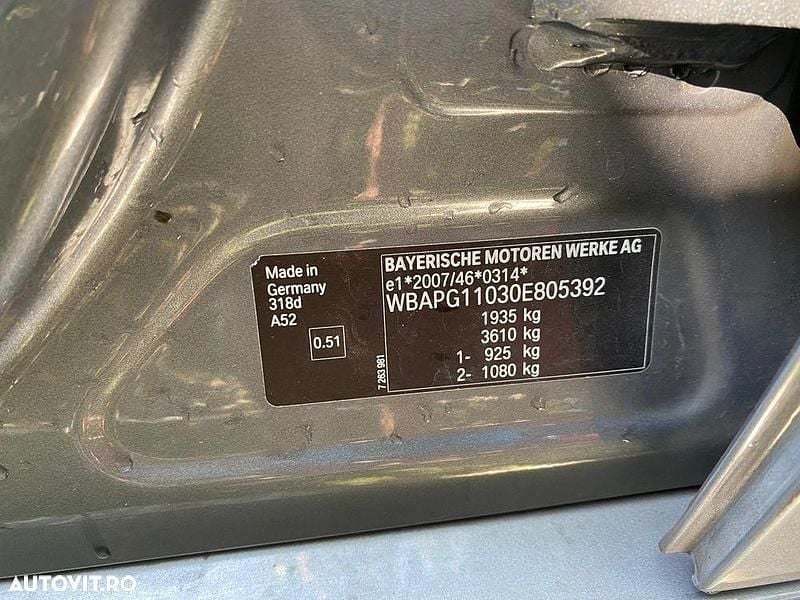 Made in
Germany
318d
A52
0.51
7 263 981
BAYERISCHE MOTOREN WERKE AG
e1*2007/46*0314*
WBAPG11030E805392
1935 kg
3610 kg
1- 925 kg
2- 1080 kg
AUTOVIT.RO